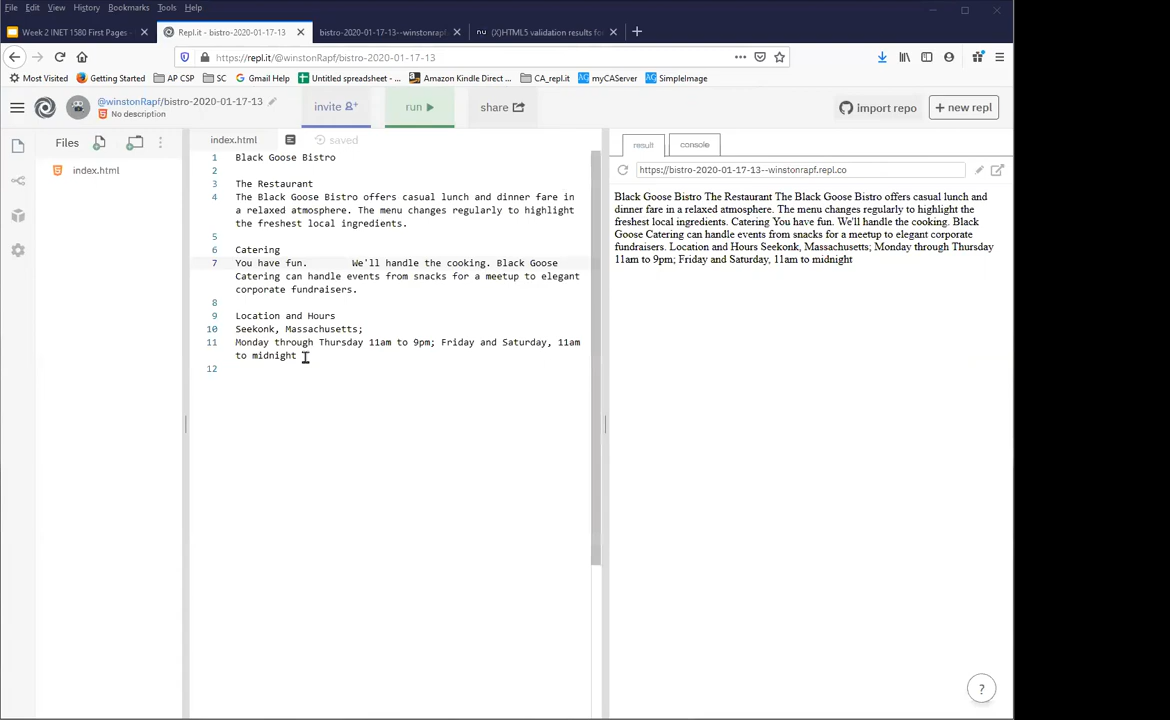 File Edit View History Bookmarks Tools Help
Week 2 INET 1580 First Pages -
Repl.it - bistro-2020-01-17-13
bistro-2020-01-17-13--winstonrapf.
(X)HTML5 validation results for
https://repl.it/@winstonRapf/bistro-2020-01-17-13
Most Visited Getting Started AP CSP SC Gmail Help Untitled spreadsheet - ... Amazon Kindle Direct ... CA_repl.it myCAServer SimpleImage
@winstonRapf/bistro-2020-01-17-13
No description
invite
run
share
import repo
+ new repl
Files
index.html
index.html
saved
1 Black Goose Bistro
2
3 The Restaurant
4 The Black Goose Bistro offers casual lunch and dinner fare in
a relaxed atmosphere. The menu changes regularly to highlight
the freshest local ingredients.
5
6 Catering
7 You have fun. We'll handle the cooking. Black Goose
Catering can handle events from snacks for a meetup to elegant
corporate fundraisers.
8
9 Location and Hours
10 Seekonk, Massachusetts;
11 Monday through Thursday 11am to 9pm; Friday and Saturday, 11am
to midnight
12
result console
https://bistro-2020-01-17-13--winstonrapf.repl.co
Black Goose Bistro The Restaurant The Black Goose Bistro offers casual lunch and
dinner fare in a relaxed atmosphere. The menu changes regularly to highlight the
freshest local ingredients. Catering You have fun. We'll handle the cooking. Black
Goose Catering can handle events from snacks for a meetup to elegant corporate
fundraisers. Location and Hours Seekonk, Massachusetts; Monday through Thursday
11am to 9pm; Friday and Saturday, 11am to midnight
?